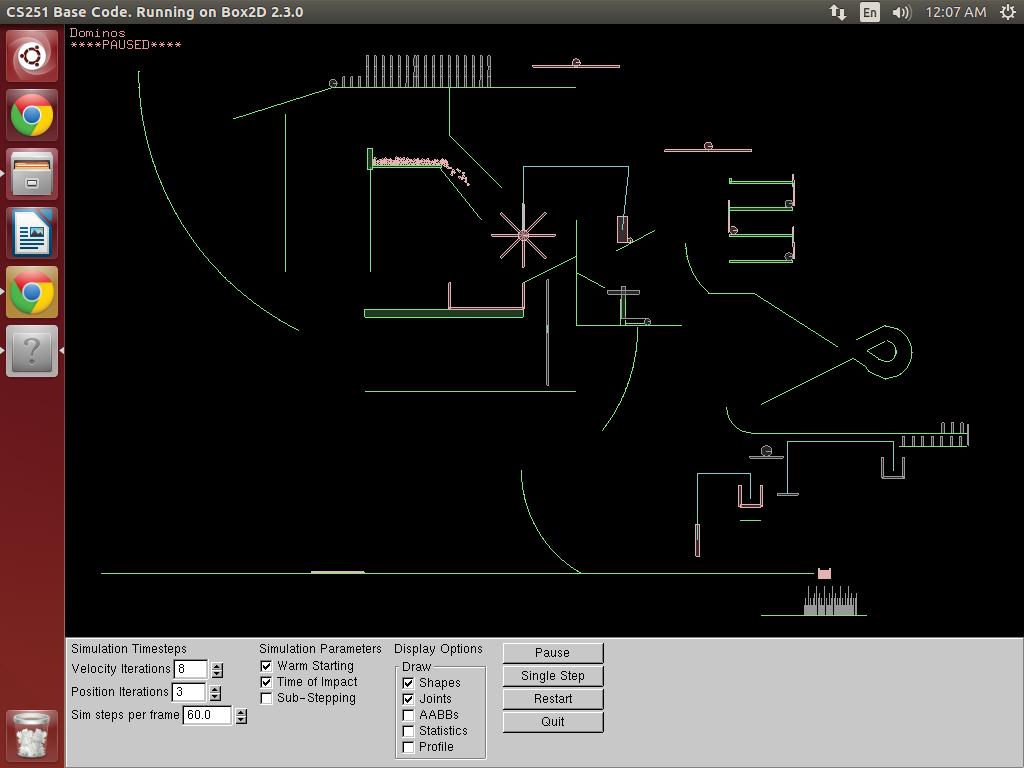 CS251 Base Code. Running on Box2D 2.3.0
En
12:07 AM
Dominos
****PAUSED****
?
Simulation Timesteps
Velocity Iterations 8
Position Iterations 3
Sim steps per frame 60.0
Simulation Parameters
Warm Starting
Time of Impact
Sub-Stepping
Display Options
Draw
Shapes
Joints
AABBs
Statistics
Profile
Pause
Single Step
Restart
Quit